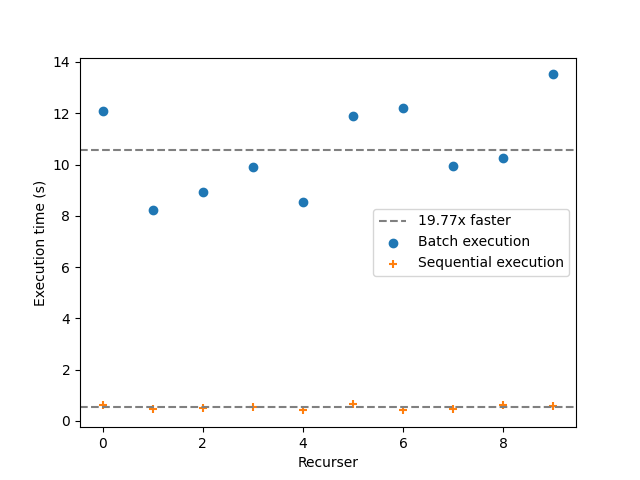 14
12
10
8
6
4
2
0
Execution time (s)
19.77x faster
Batch execution
Sequential execution
0
2
4
6
8
Recurser